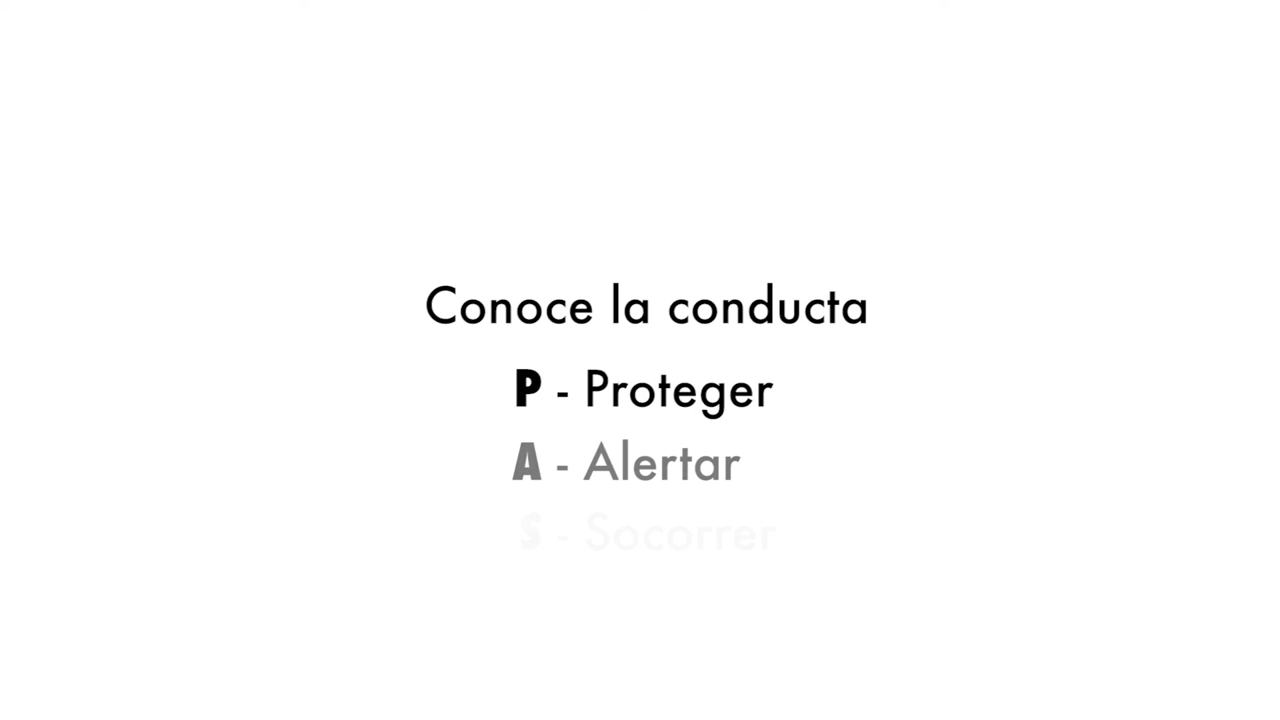 Conoce la conducta
P - Proteger
A - Alertar
S - Socorrer